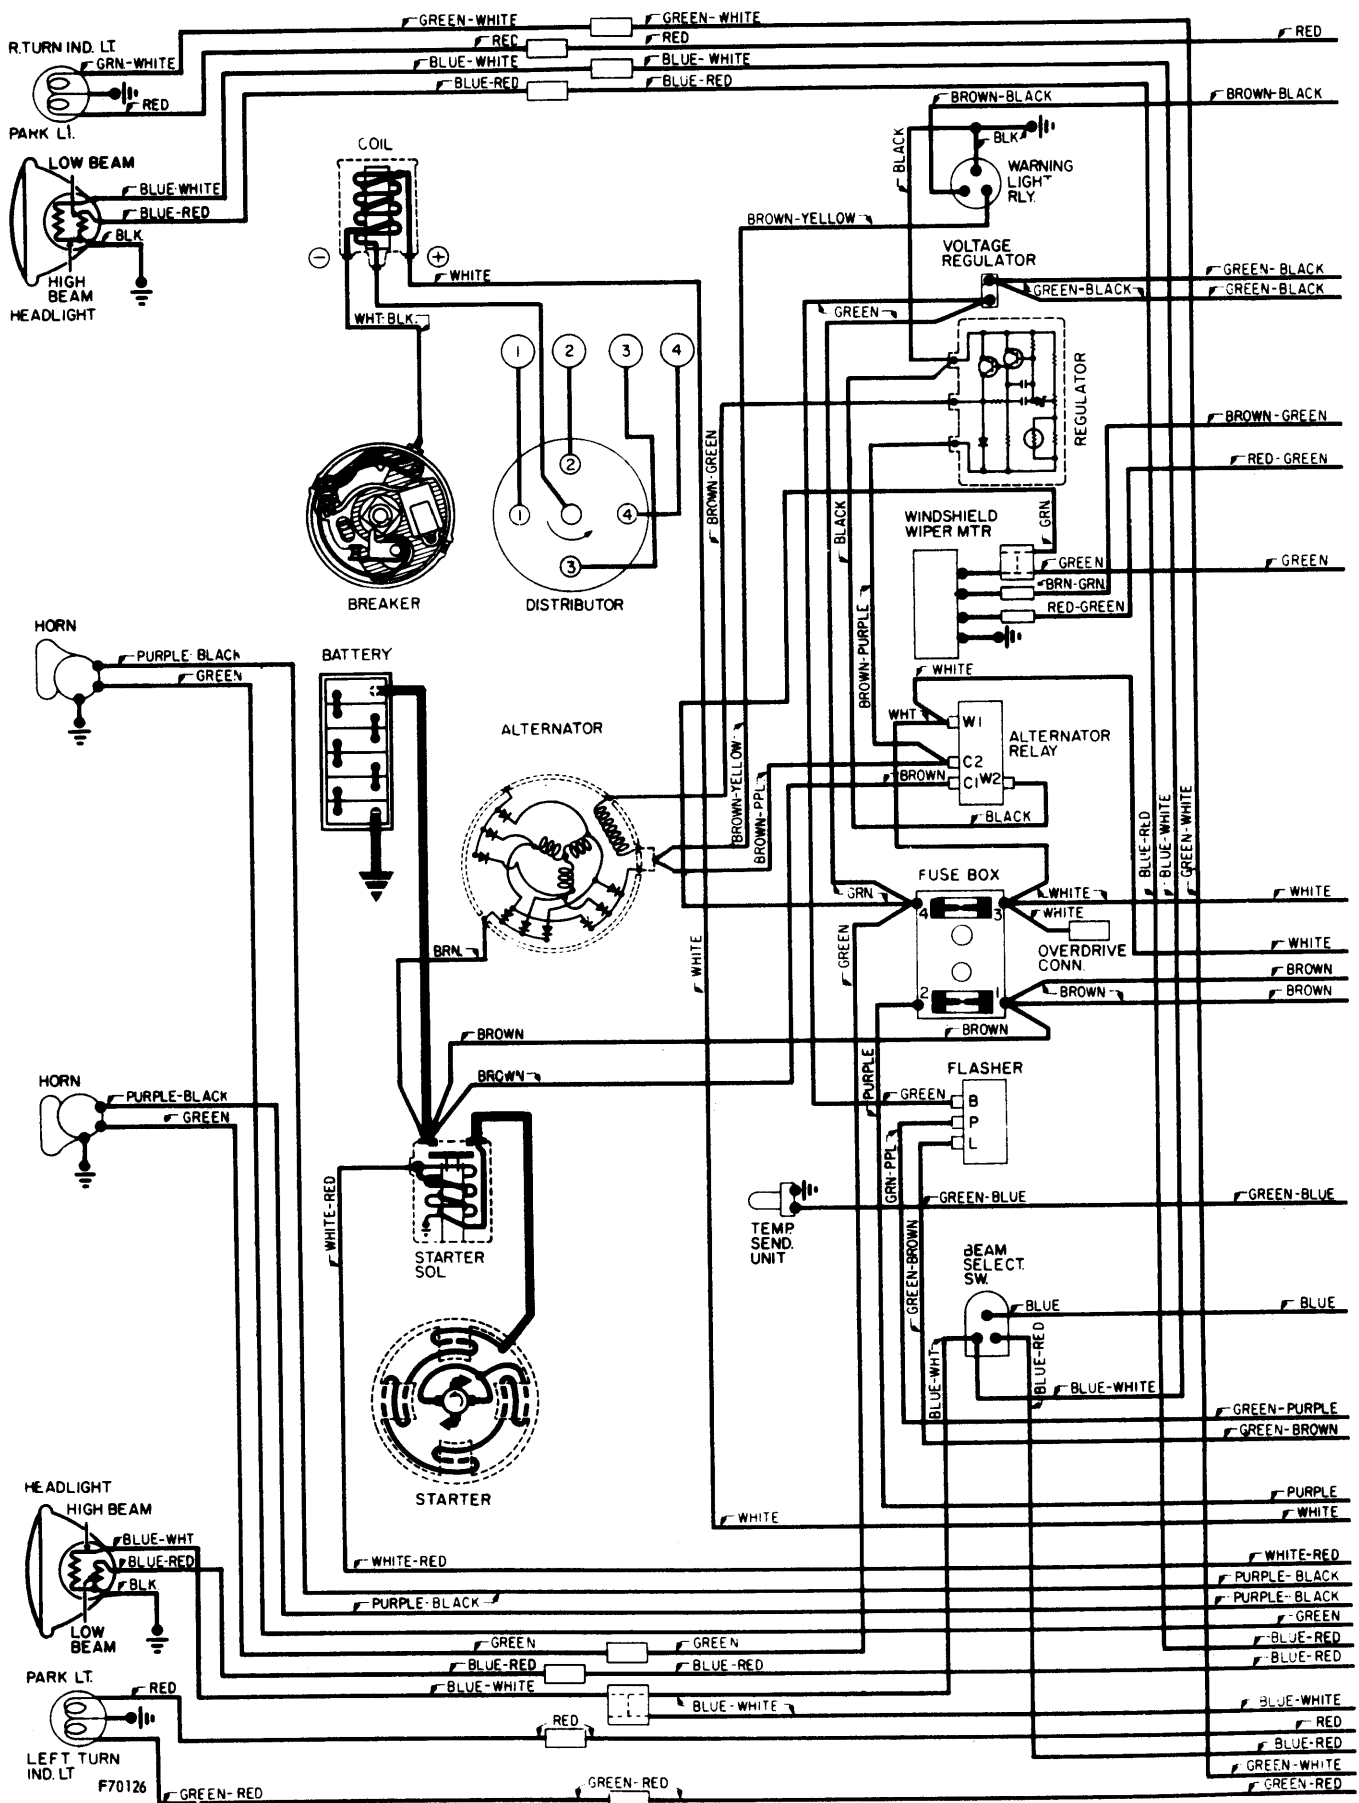 GREEN-WHITE
GREEN-WHITE
RED
RED
RED
R.TURN IND. LT.
GRN-WHITE
BLUE-WHITE
BLUE-WHITE
BLUE-RED
BLUE-RED
RED
PARK LT.
BROWN-BLACK
BROWN-BLACK
BLACK
BLK
WARNING
LIGHT
RLY.
COIL
LOW BEAM
BLUE-WHITE
BLUE-RED
BLK
HIGH
BEAM
HEADLIGHT
BROWN-YELLOW
VOLTAGE
REGULATOR
− +
WHITE
GREEN-BLACK
GREEN-BLACK
GREEN-BLACK
GREEN
WHT-BLK
1 2 3 4
REGULATOR
BROWN-GREEN
BROWN-GREEN
RED-GREEN
2
1
4
3
BREAKER
DISTRIBUTOR
BLACK
WINDSHIELD
WIPER MTR
GRN
GREEN
GREEN
BRN-GRN
RED-GREEN
BROWN-PURPLE
HORN
PURPLE-BLACK
GREEN
BATTERY
WHITE
WHT
W1
C2
C1
W2
ALTERNATOR
RELAY
BROWN
BLACK
ALTERNATOR
BROWN-YELLOW
BROWN-PPL
BLUE-RED
BLUE-WHITE
GREEN-WHITE
FUSE BOX
GRN
4
3
WHITE
WHITE
WHITE
OVERDRIVE
CONN.
WHITE
BRN.
WHITE
GREEN
2
1
BROWN
BROWN
BROWN
BROWN
BROWN
BROWN
PURPLE
FLASHER
GREEN
B
P
L
HORN
PURPLE-BLACK
GREEN
GRN-PPL
GREEN-BLUE
GREEN-BLUE
TEMP.
SEND.
UNIT
WHITE-RED
STARTER
SOL
GREEN-BROWN
BEAM
SELECT.
SW.
BLUE
BLUE
BLUE-WHT
BLUE-RED
BLUE-WHITE
GREEN-PURPLE
GREEN-BROWN
STARTER
PURPLE
WHITE
WHITE
HEADLIGHT
HIGH BEAM
BLUE-WHT
BLUE-RED
BLK
LOW
BEAM
WHITE-RED
WHITE-RED
PURPLE-BLACK
PURPLE-BLACK
PURPLE-BLACK
GREEN
GREEN
GREEN
BLUE-RED
BLUE-RED
BLUE-RED
BLUE-RED
BLUE-WHITE
BLUE-WHITE
BLUE-WHITE
PARK LT.
RED
RED
RED
BLUE-RED
LEFT TURN
IND. LT
F70126
GREEN-RED
GREEN-RED
GREEN-WHITE
GREEN-RED